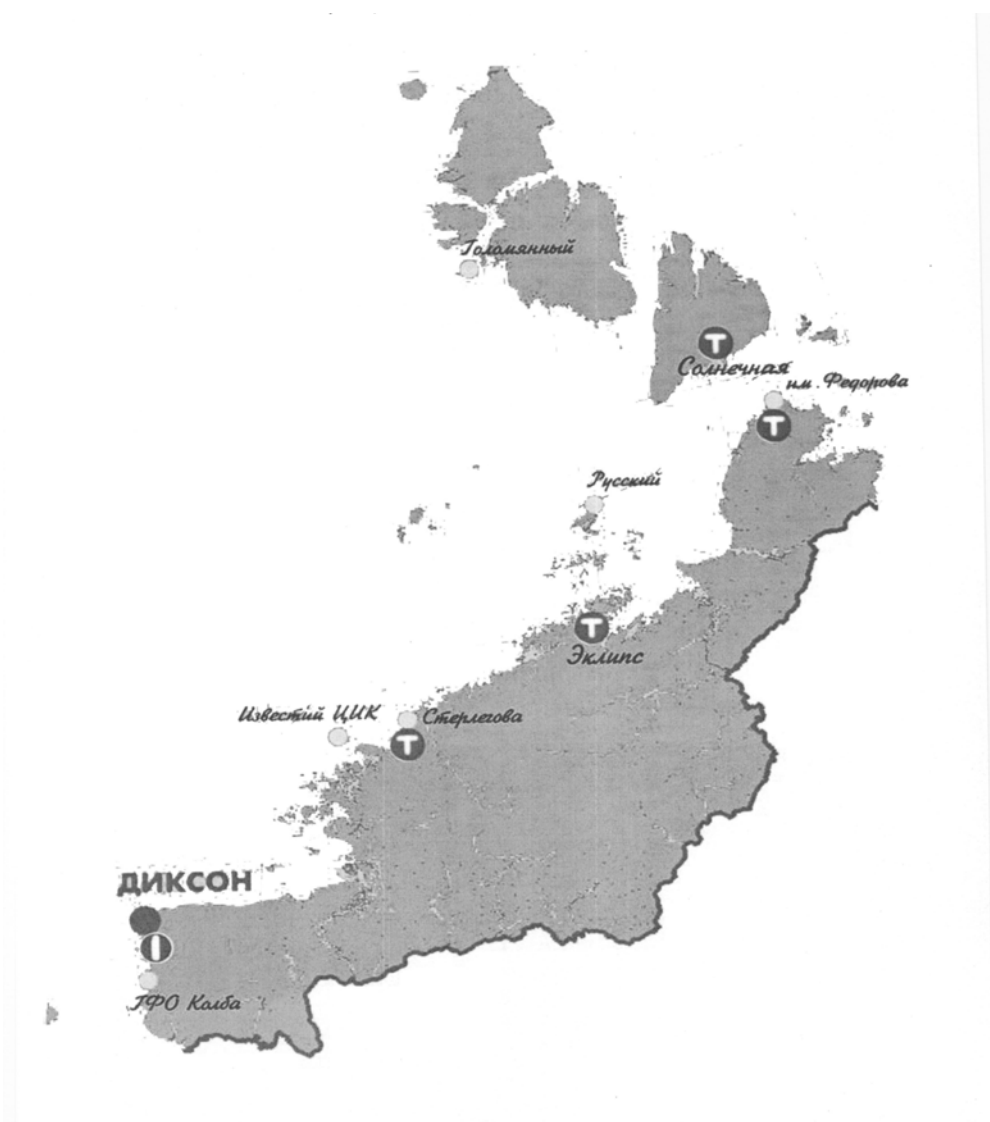 Голомянный
Т
Солнечная
им. Федорова
Т
Русский
Т
Эклипс
Известий ЦИК
Стерлегова
Т
ДИКСОН
I
ГФО Колба